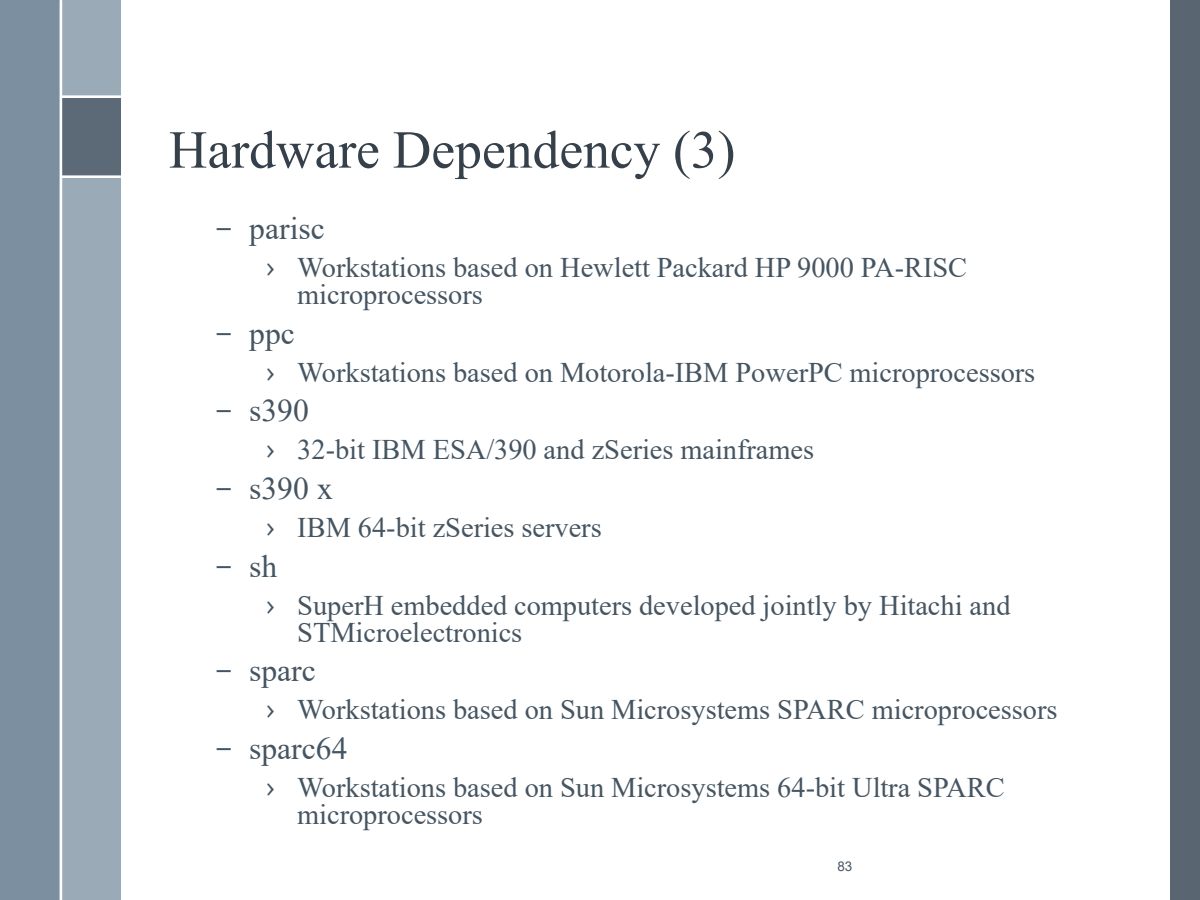 Hardware Dependency (3)
– parisc
› Workstations based on Hewlett Packard HP 9000 PA-RISC
microprocessors
– ppc
› Workstations based on Motorola-IBM PowerPC microprocessors
– s390
› 32-bit IBM ESA/390 and zSeries mainframes
– s390 x
› IBM 64-bit zSeries servers
– sh
› SuperH embedded computers developed jointly by Hitachi and
STMicroelectronics
– sparc
› Workstations based on Sun Microsystems SPARC microprocessors
– sparc64
› Workstations based on Sun Microsystems 64-bit Ultra SPARC
microprocessors
83